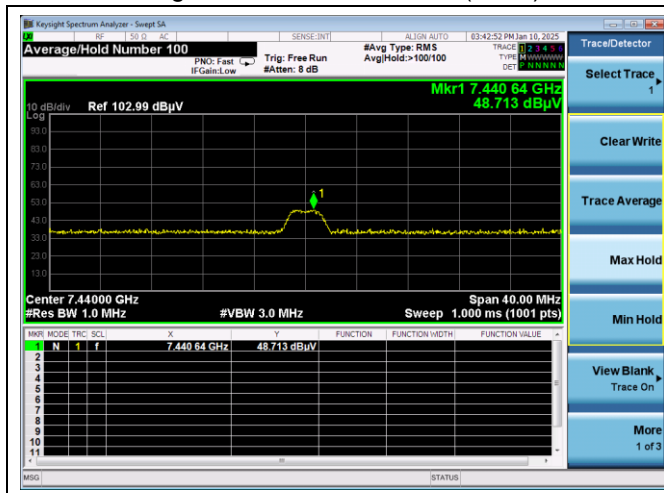 Keysight Spectrum Analyzer - Swept SA
RF 50 Ω AC SENSE:INT ALIGN AUTO 03:42:52 PM Jan 10, 2025
Average/Hold Number 100
PNO: Fast
IFGain:Low
Trig: Free Run
#Atten: 8 dB
#Avg Type: RMS
Avg|Hold:>100/100
TRACE 1 2 3 4 5 6
TYPE M WWWWW
DET P N N N N N
Mkr1 7.440 64 GHz
48.713 dBµV
10 dB/div Ref 102.99 dBµV
Log
93.0
83.0
73.0
63.0
53.0
43.0
33.0
23.0
13.0
1
Center 7.44000 GHz Span 40.00 MHz
#Res BW 1.0 MHz #VBW 3.0 MHz Sweep 1.000 ms (1001 pts)
MKR MODE TRC SCL X Y FUNCTION FUNCTION WIDTH FUNCTION VALUE
1 N 1 f 7.440 64 GHz 48.713 dBµV
2
3
4
5
6
7
8
9
10
11
MSG STATUS
Trace/Detector
Select Trace
1
Clear Write
Trace Average
Max Hold
Min Hold
View Blank
Trace On
More
1 of 3